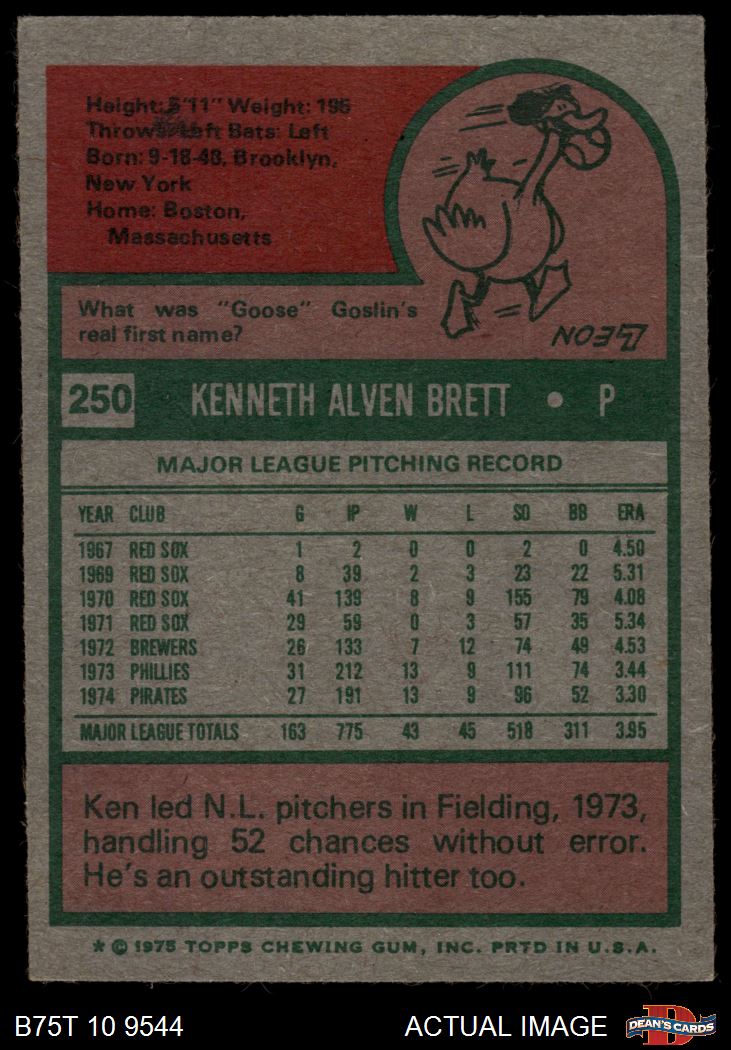 Height: 5'11" Weight: 195
Throws: Left Bats: Left
Born: 9-18-48, Brooklyn,
New York
Home: Boston,
Massachusetts
What was "Goose" Goslin's
real first name?
LEON
250 KENNETH ALVEN BRETT • P
MAJOR LEAGUE PITCHING RECORD
YEAR CLUB G IP W L SO BB ERA
1967 RED SOX 1 2 0 0 2 0 4.50
1969 RED SOX 8 39 2 3 23 22 5.31
1970 RED SOX 41 139 8 9 155 79 4.08
1971 RED SOX 29 59 0 3 57 35 5.34
1972 BREWERS 26 133 7 12 74 49 4.53
1973 PHILLIES 31 212 13 9 111 74 3.44
1974 PIRATES 27 191 13 9 96 52 3.30
MAJOR LEAGUE TOTALS 163 775 43 45 518 311 3.95
Ken led N.L. pitchers in Fielding, 1973,
handling 52 chances without error.
He's an outstanding hitter too.
* © 1975 TOPPS CHEWING GUM, INC. PRTD IN U.S.A.
B75T 10 9544 ACTUAL IMAGE DEAN'S CARDS